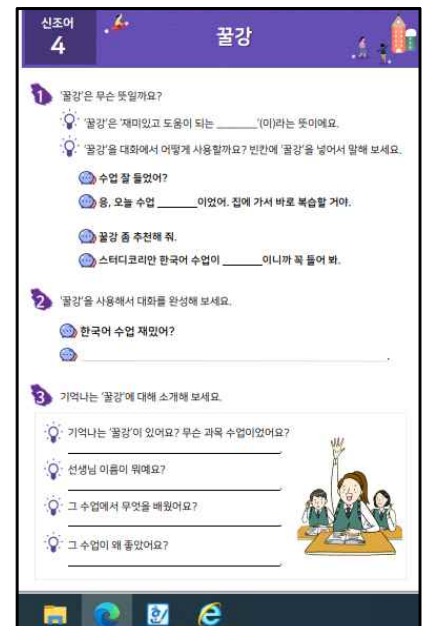 신조어
4
꿀강
1 '꿀강'은 무슨 뜻일까요?
'꿀강'은 '재미있고 도움이 되는 _______'(이)라는 뜻이에요.
'꿀강'을 대화에서 어떻게 사용할까요? 빈칸에 '꿀강'을 넣어서 말해 보세요.
수업 잘 들었어?
응, 오늘 수업 _______이었어. 집에 가서 바로 복습할 거야.
꿀강 좀 추천해 줘.
스터디코리안 한국어 수업이 _______이니까 꼭 들어 봐.
2 '꿀강'을 사용해서 대화를 완성해 보세요.
한국어 수업 재밌어?
_______.
3 기억나는 '꿀강'에 대해 소개해 보세요.
기억나는 '꿀강'이 있어요? 무슨 과목 수업이었어요?
_______.
선생님 이름이 뭐예요?
_______.
그 수업에서 무엇을 배웠어요?
_______.
그 수업이 왜 좋았어요?
_______.